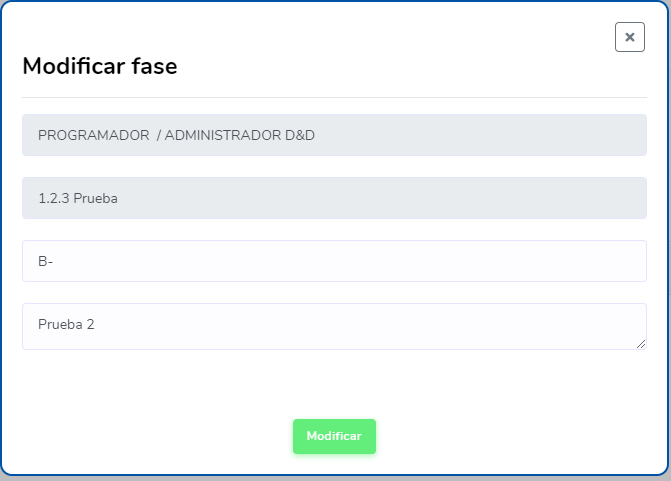 Modificar fase
PROGRAMADOR / ADMINISTRADOR D&D
1.2.3 Prueba
B-
Prueba 2
Modificar